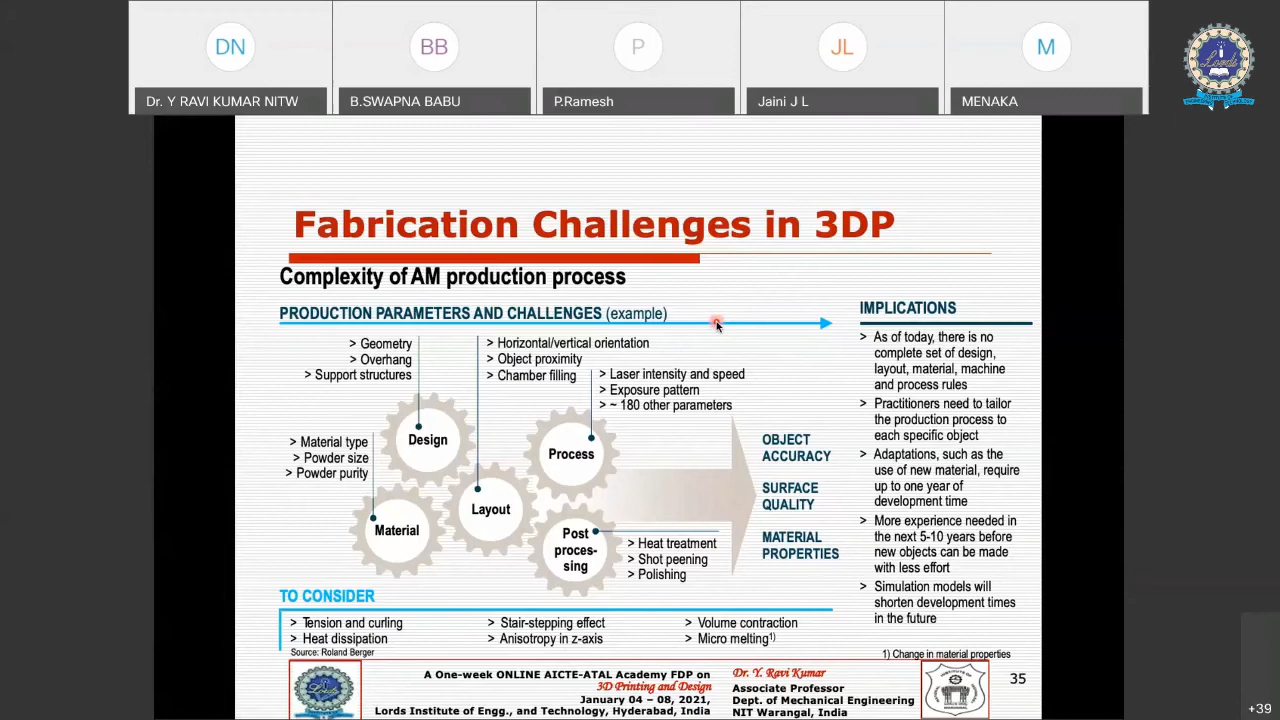 DN
BB
P
JL
M
Dr. Y RAVI KUMAR NITW
B.SWAPNA BABU
P.Ramesh
Jaini J L
MENAKA
Lords
Fabrication Challenges in 3DP
Complexity of AM production process
PRODUCTION PARAMETERS AND CHALLENGES (example)
> Geometry
> Overhang
> Support structures
> Horizontal/vertical orientation
> Object proximity
> Chamber filling
> Laser intensity and speed
> Exposure pattern
> ~ 180 other parameters
> Material type
> Powder size
> Powder purity
Design
Process
Layout
Material
Post
proces-
sing
> Heat treatment
> Shot peening
> Polishing
OBJECT
ACCURACY
SURFACE
QUALITY
MATERIAL
PROPERTIES
IMPLICATIONS
> As of today, there is no
complete set of design,
layout, material, machine
and process rules
> Practitioners need to tailor
the production process to
each specific object
> Adaptations, such as the
use of new material, require
up to one year of
development time
> More experience needed in
the next 5-10 years before
new objects can be made
with less effort
> Simulation models will
shorten development times
in the future
TO CONSIDER
> Tension and curling
> Heat dissipation
> Stair-stepping effect
> Anisotropy in z-axis
> Volume contraction
> Micro melting1)
Source: Roland Berger
1) Change in material properties
Lords
A One-week ONLINE AICTE-ATAL Academy FDP on
3D Printing and Design
January 04 – 08, 2021,
Lords Institute of Engg., and Technology, Hyderabad, India
Dr. Y. Ravi Kumar
Associate Professor
Dept. of Mechanical Engineering
NIT Warangal, India
35
+39